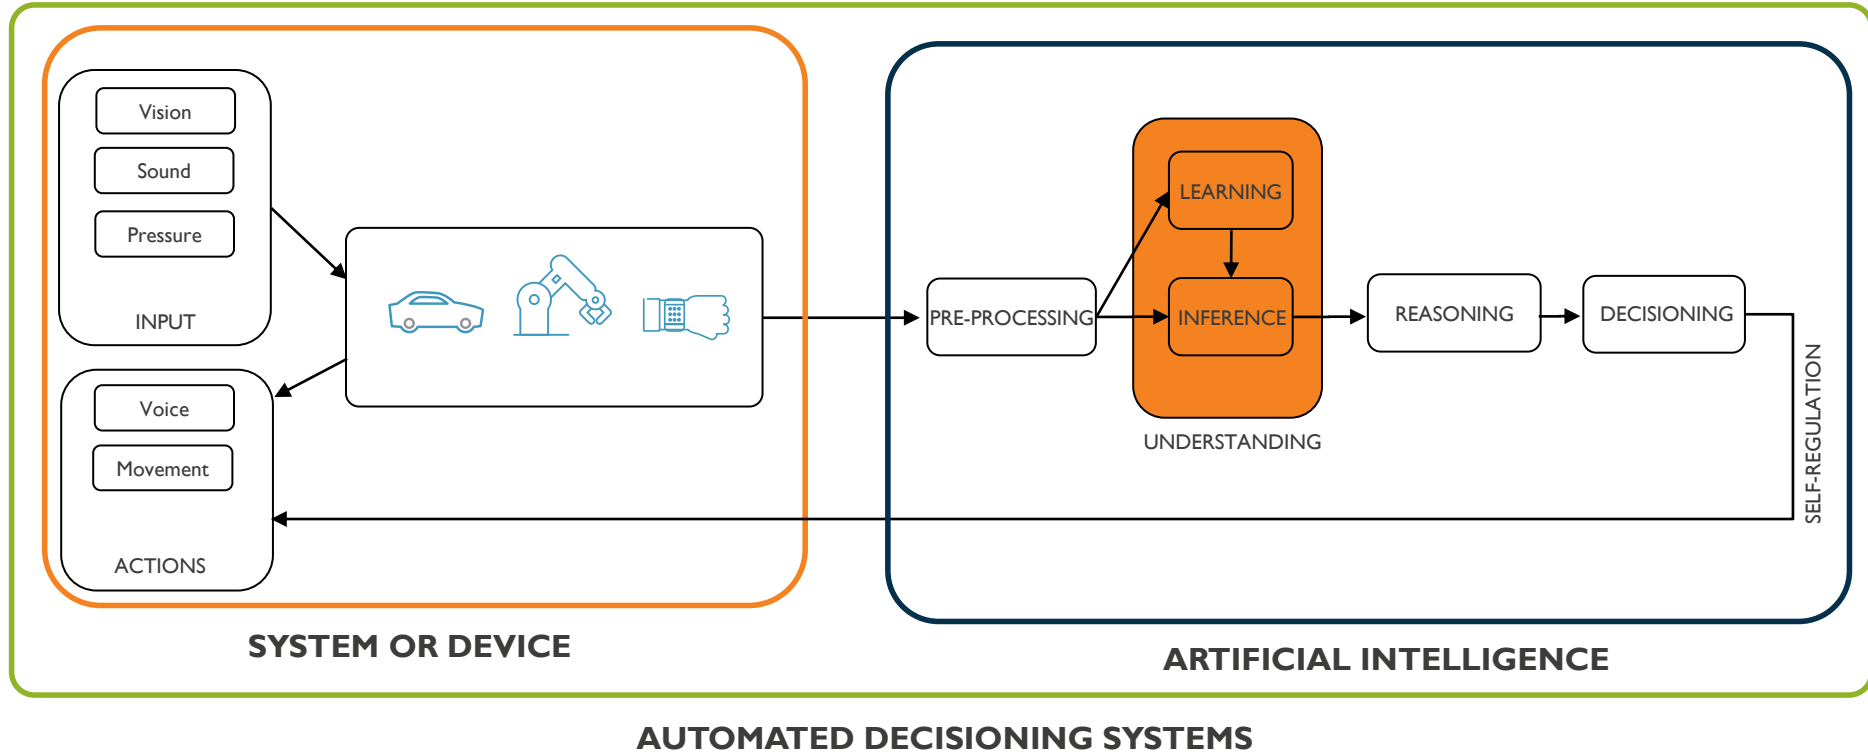 Vision
Sound
Pressure
INPUT
Voice
Movement
ACTIONS
SYSTEM OR DEVICE
PRE-PROCESSING
LEARNING
INFERENCE
UNDERSTANDING
REASONING
DECISIONING
SELF-REGULATION
ARTIFICIAL INTELLIGENCE
AUTOMATED DECISIONING SYSTEMS